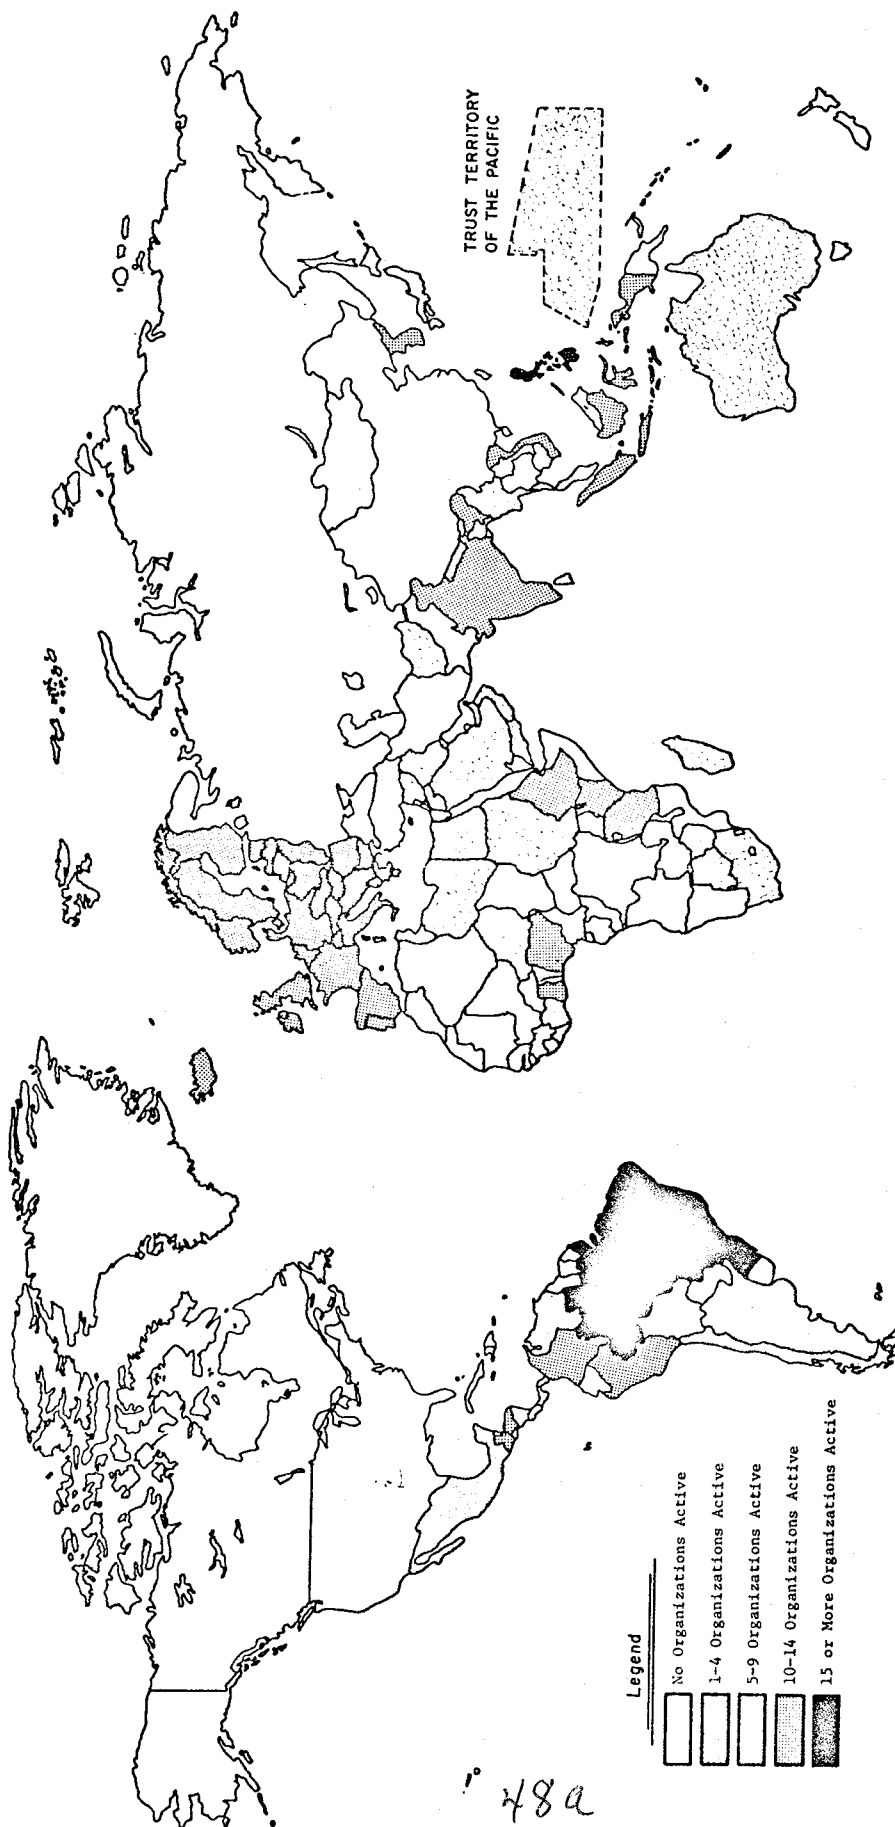 TRUST TERRITORY
OF THE PACIFIC
Legend
No Organizations Active
1-4 Organizations Active
5-9 Organizations Active
10-14 Organizations Active
15 or More Organizations Active
48a